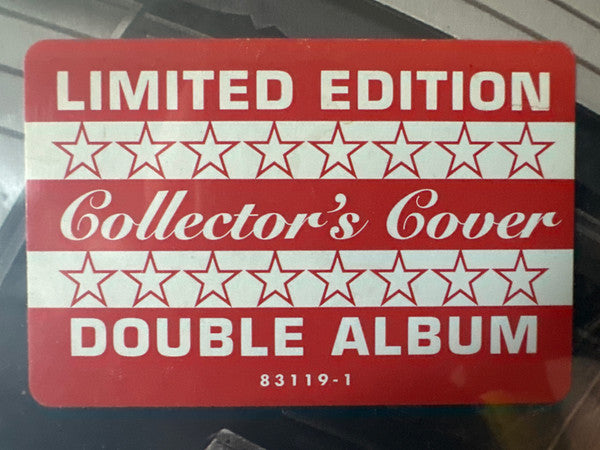 LIMITED EDITION
Collector's Cover
DOUBLE ALBUM
83119-1